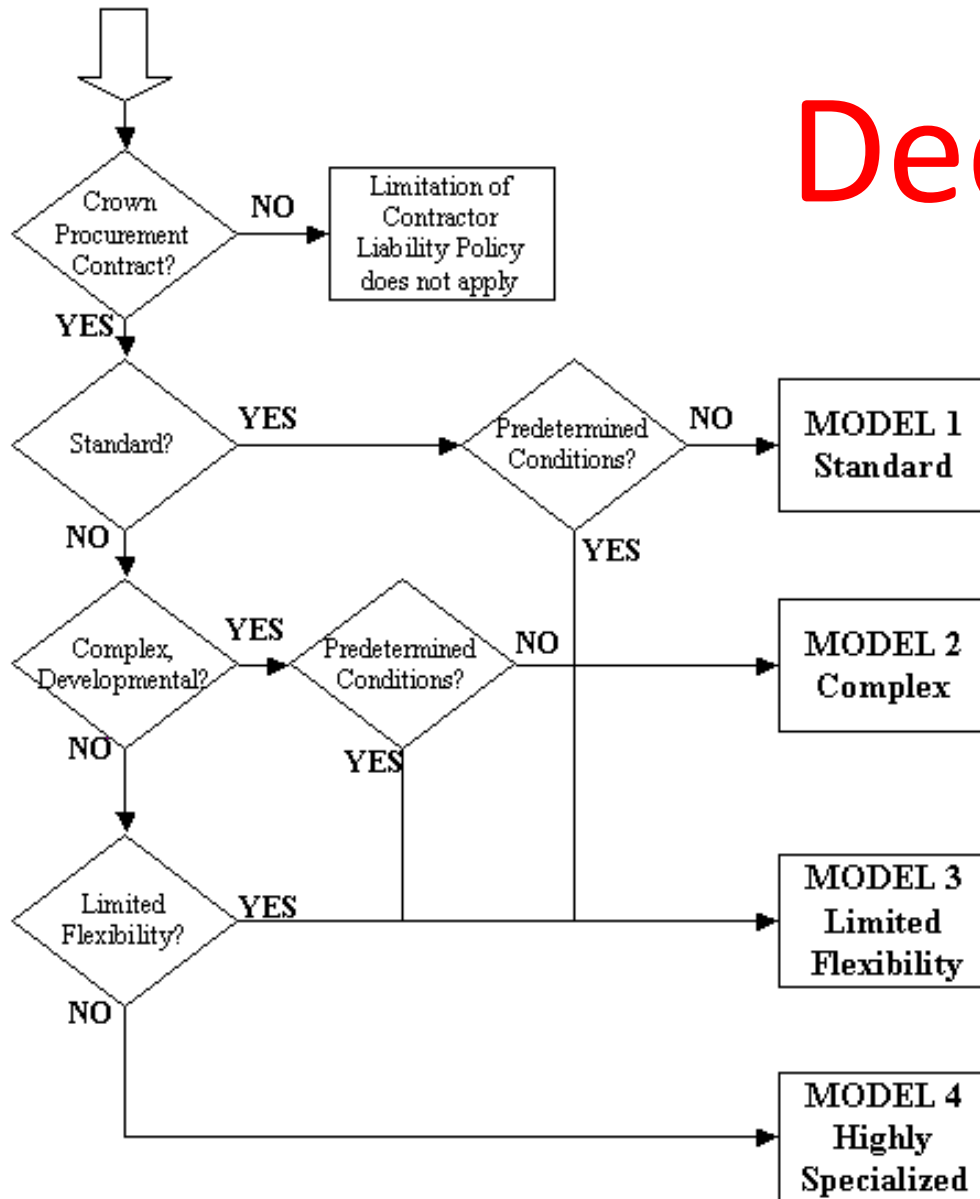 Dec
Crown
Procurement
Contract?
NO
Limitation of
Contractor
Liability Policy
does not apply
YES
Standard?
YES
Predetermined
Conditions?
NO
MODEL 1
Standard
NO
YES
Complex,
Developmental?
YES
Predetermined
Conditions?
NO
MODEL 2
Complex
NO
YES
Limited
Flexibility?
YES
MODEL 3
Limited
Flexibility
NO
MODEL 4
Highly
Specialized